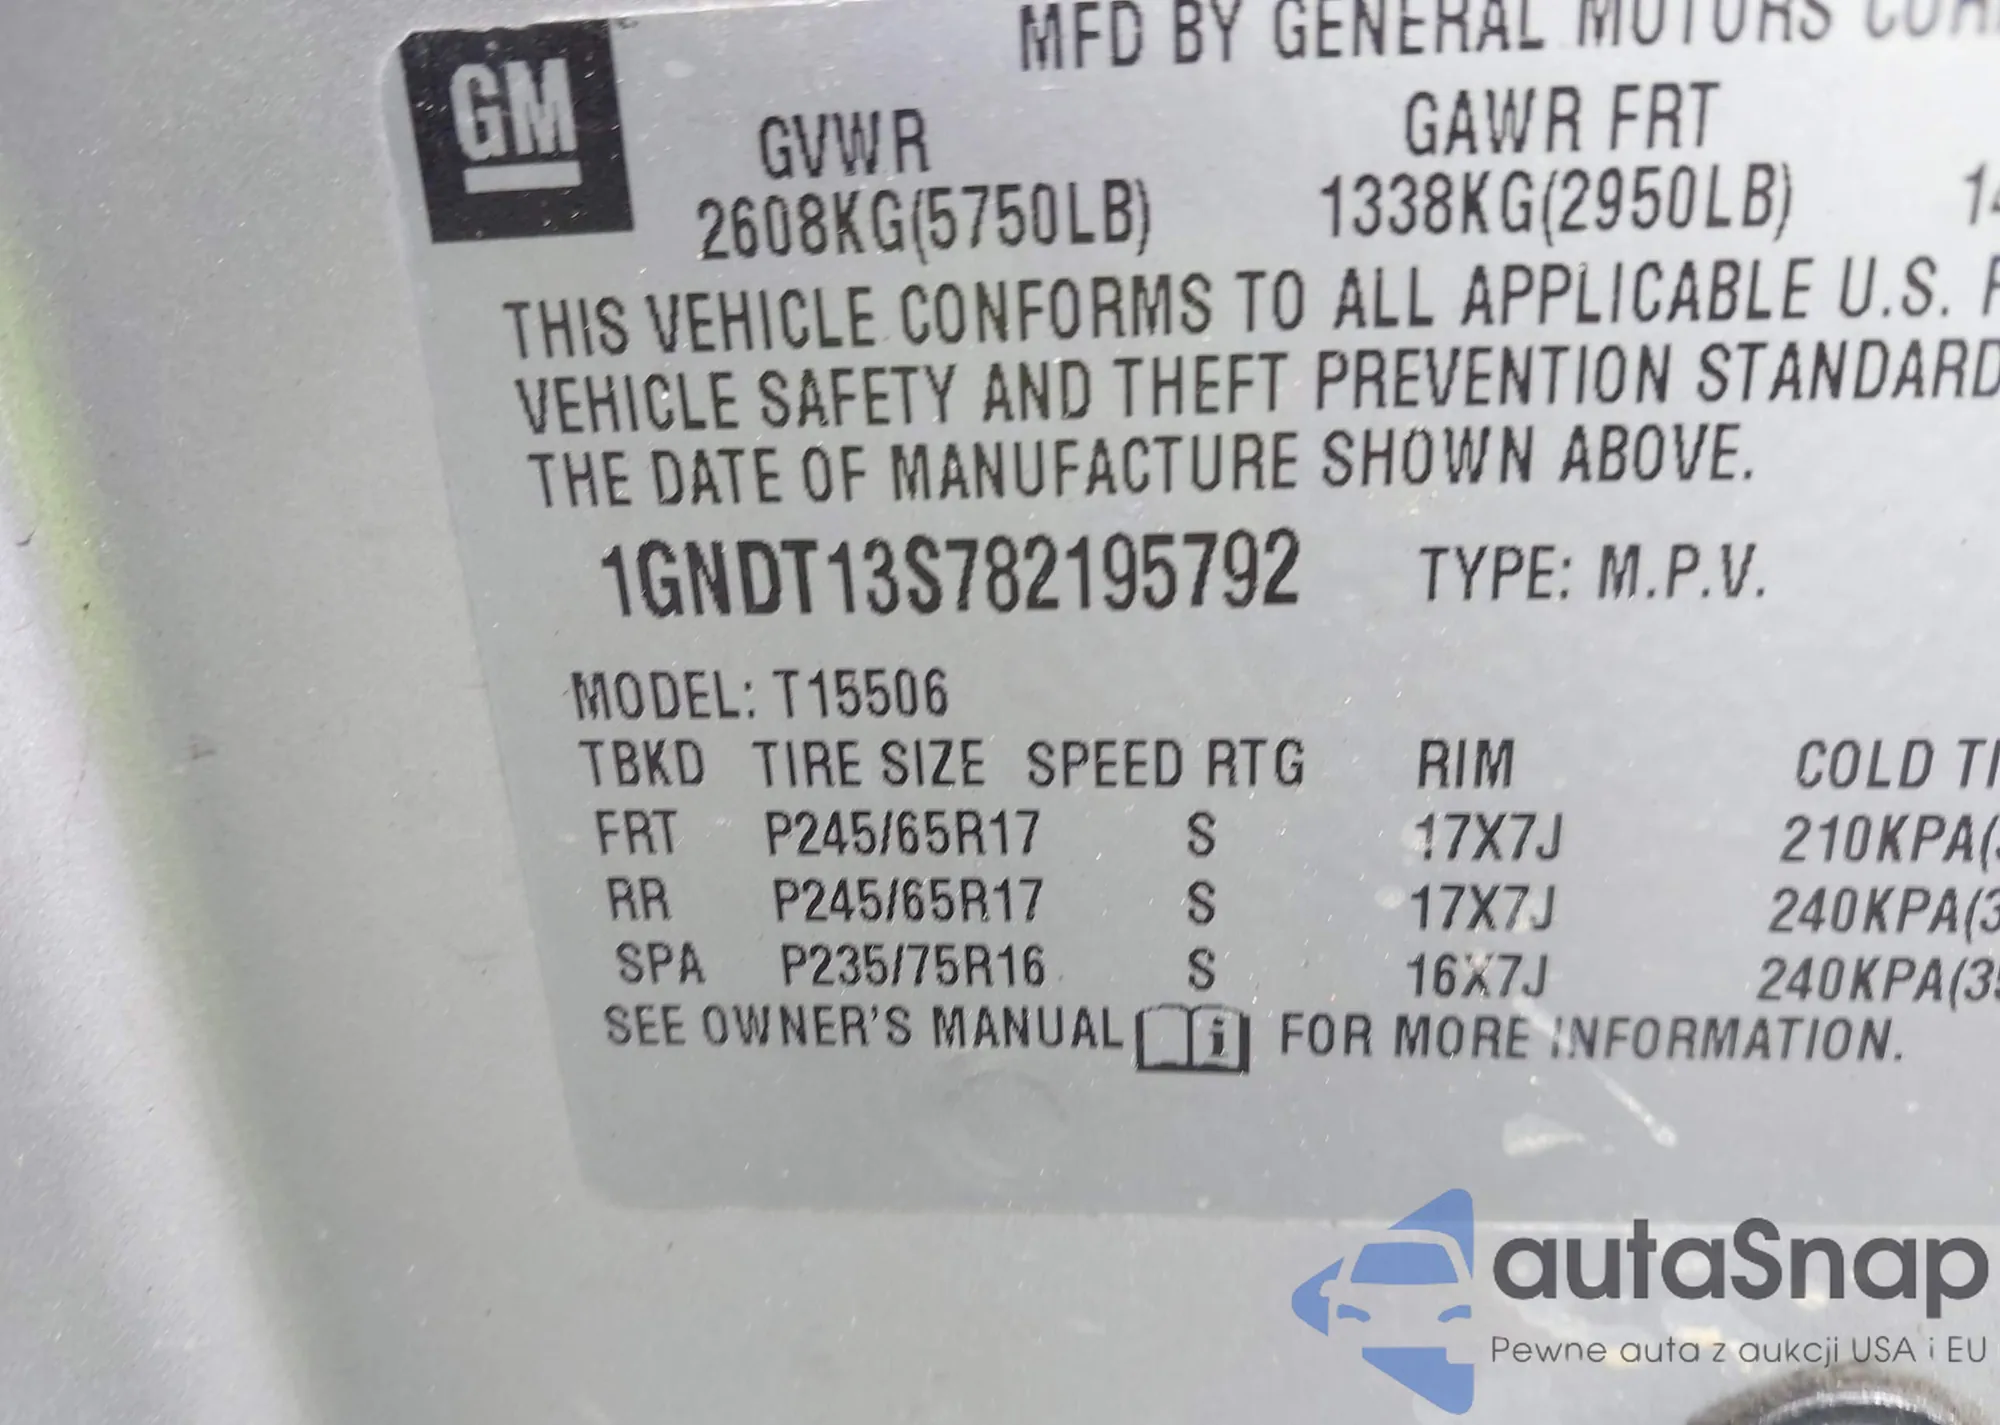 GM
MFD BY GENERAL MOTORS COR
GVWR GAWR FRT
2608KG(5750LB) 1338KG(2950LB) 14
THIS VEHICLE CONFORMS TO ALL APPLICABLE U.S. F
VEHICLE SAFETY AND THEFT PREVENTION STANDARD
THE DATE OF MANUFACTURE SHOWN ABOVE.
1GNDT13S782195792 TYPE: M.P.V.
MODEL: T15506
TBKD TIRE SIZE SPEED RTG RIM COLD TI
FRT P245/65R17 S 17X7J 210KPA(3
RR P245/65R17 S 17X7J 240KPA(3
SPA P235/75R16 S 16X7J 240KPA(35
SEE OWNER'S MANUAL i FOR MORE INFORMATION.
autaSnap
Pewne auta z aukcji USA i EU